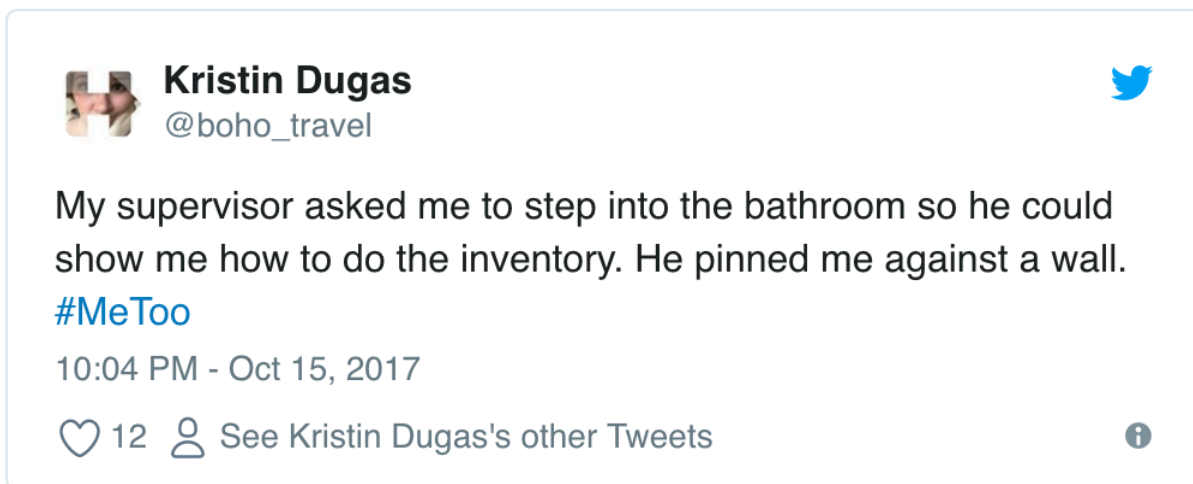 Kristin Dugas
@boho_travel
My supervisor asked me to step into the bathroom so he could
show me how to do the inventory. He pinned me against a wall.
#MeToo
10:04 PM - Oct 15, 2017
12 See Kristin Dugas's other Tweets